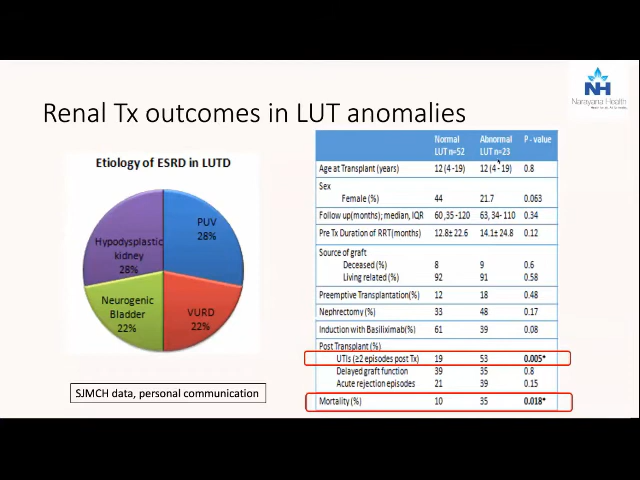 NH
Narayana Health
Renal Tx outcomes in LUT anomalies
Etiology of ESRD in LUTD
PUV
28%
VURD
22%
Neurogenic
Bladder
22%
Hypodysplastic
kidney
28%
SJMCH data, personal communication
Normal LUT n=52 Abnormal LUT n=23 P - value
Age at Transplant (years) 12 (4 -19) 12 (4 - 19) 0.8
Sex
Female (%) 44 21.7 0.063
Follow up(months); median, IQR 60 ,35 -120 63, 34- 110 0.34
Pre Tx Duration of RRT(months) 12.8± 22.6 14.1± 24.8 0.12
Source of graft
Deceased (%) 8 9 0.6
Living related (%) 92 91 0.58
Preemptive Transplantation(%) 12 18 0.48
Nephrectomy (%) 33 48 0.17
Induction with Basiliximab(%) 61 39 0.08
Post Transplant (%)
UTIs (≥2 episodes post Tx) 19 53 0.005*
Delayed graft function 39 35 0.8
Acute rejection episodes 21 39 0.15
Mortality (%) 10 35 0.018*